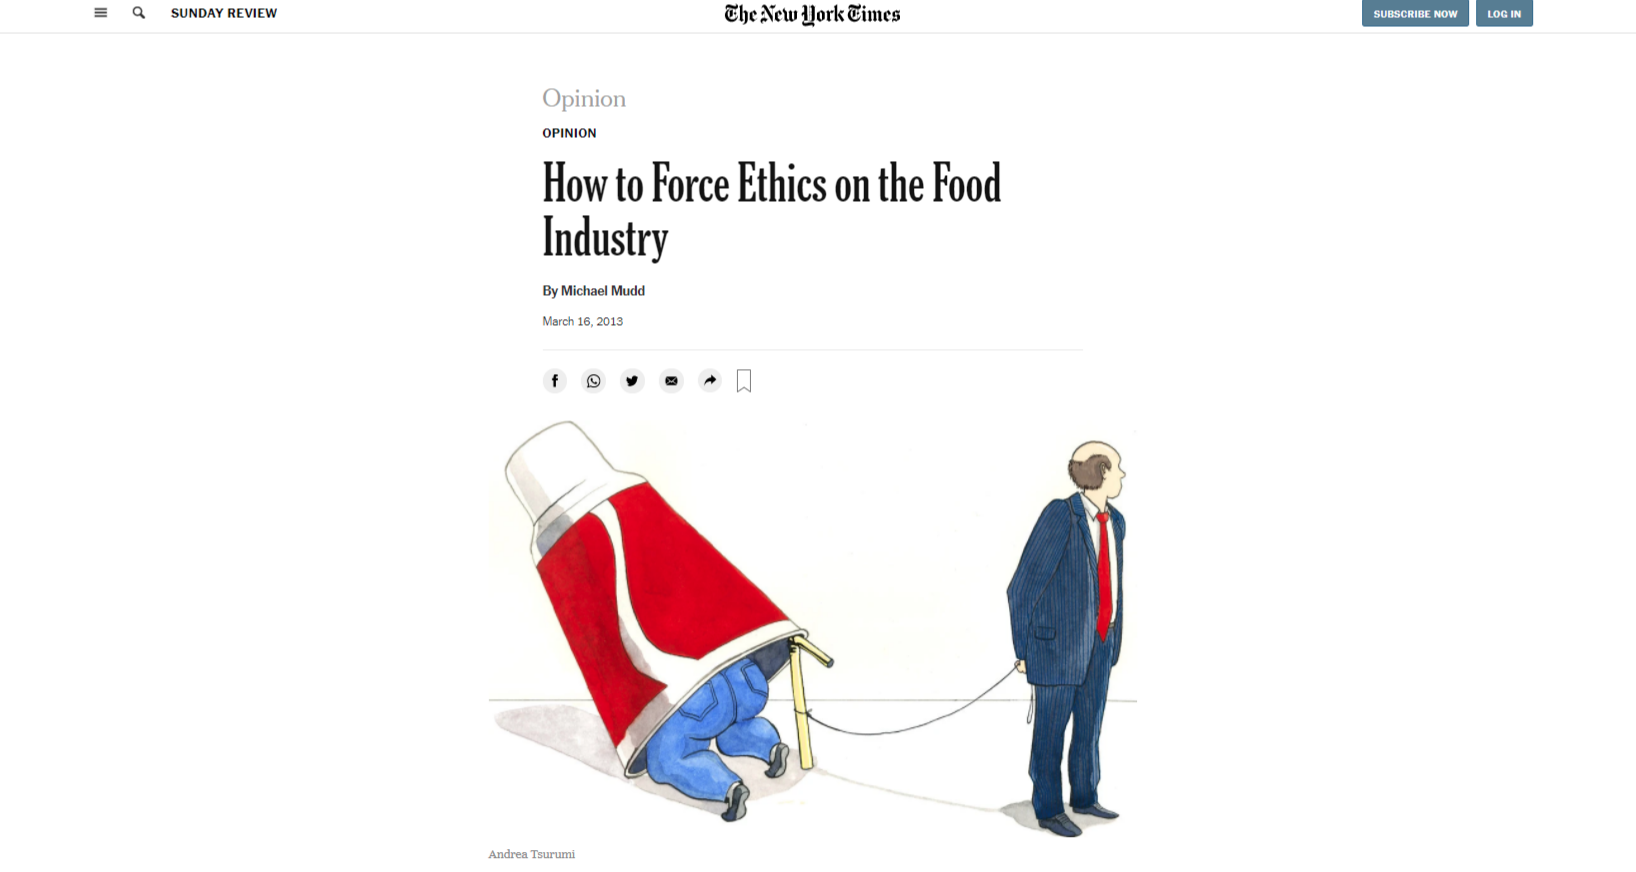 SUNDAY REVIEW
The New York Times
SUBSCRIBE NOW
LOG IN
Opinion
OPINION
How to Force Ethics on the Food
Industry
By Michael Mudd
March 16, 2013
Andrea Tsurumi